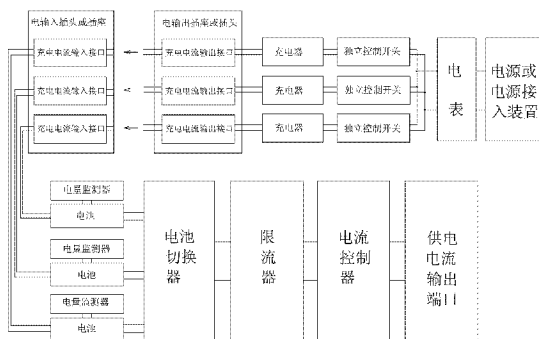 电输入插头或插座
电输出插座或插头
充电电流输入接口
充电电流输出接口
充电器
独立控制开关
充电电流输入接口
充电电流输出接口
充电器
独立控制开关
充电电流输入接口
充电电流输出接口
充电器
独立控制开关
电
表
电源或
电源接
入装置
电量监测器
电池
电量监测器
电池
电量监测器
电池
电池
切换
器
限
流
器
电流
控制
器
供电
电流
输出
端口